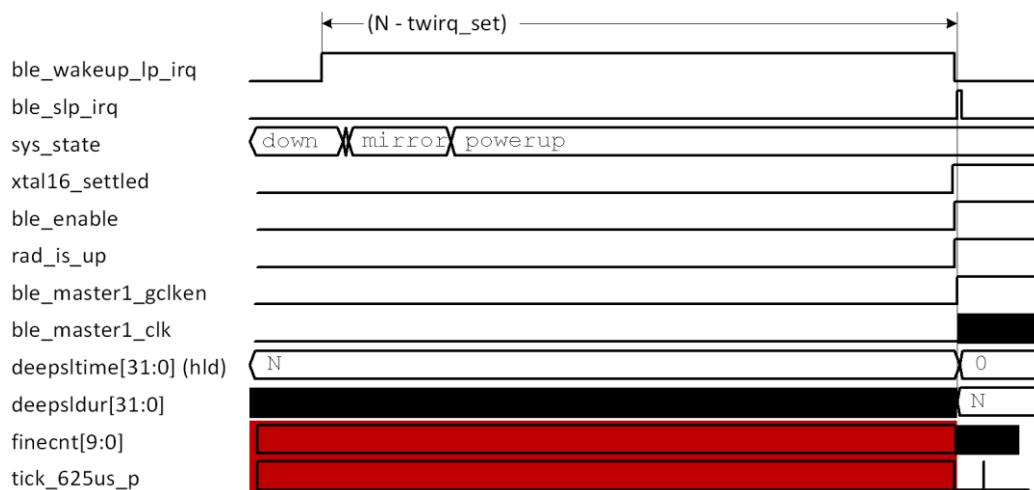 (N - twirq_set)
ble_wakeup_lp_irq
ble_slp_irq
sys_state down mirror powerup
xtal16_settled
ble_enable
rad_is_up
ble_master1_gclken
ble_master1_clk
deepsltime[31:0] (hld) N 0
deepsldur[31:0] N
finecnt[9:0]
tick_625us_p